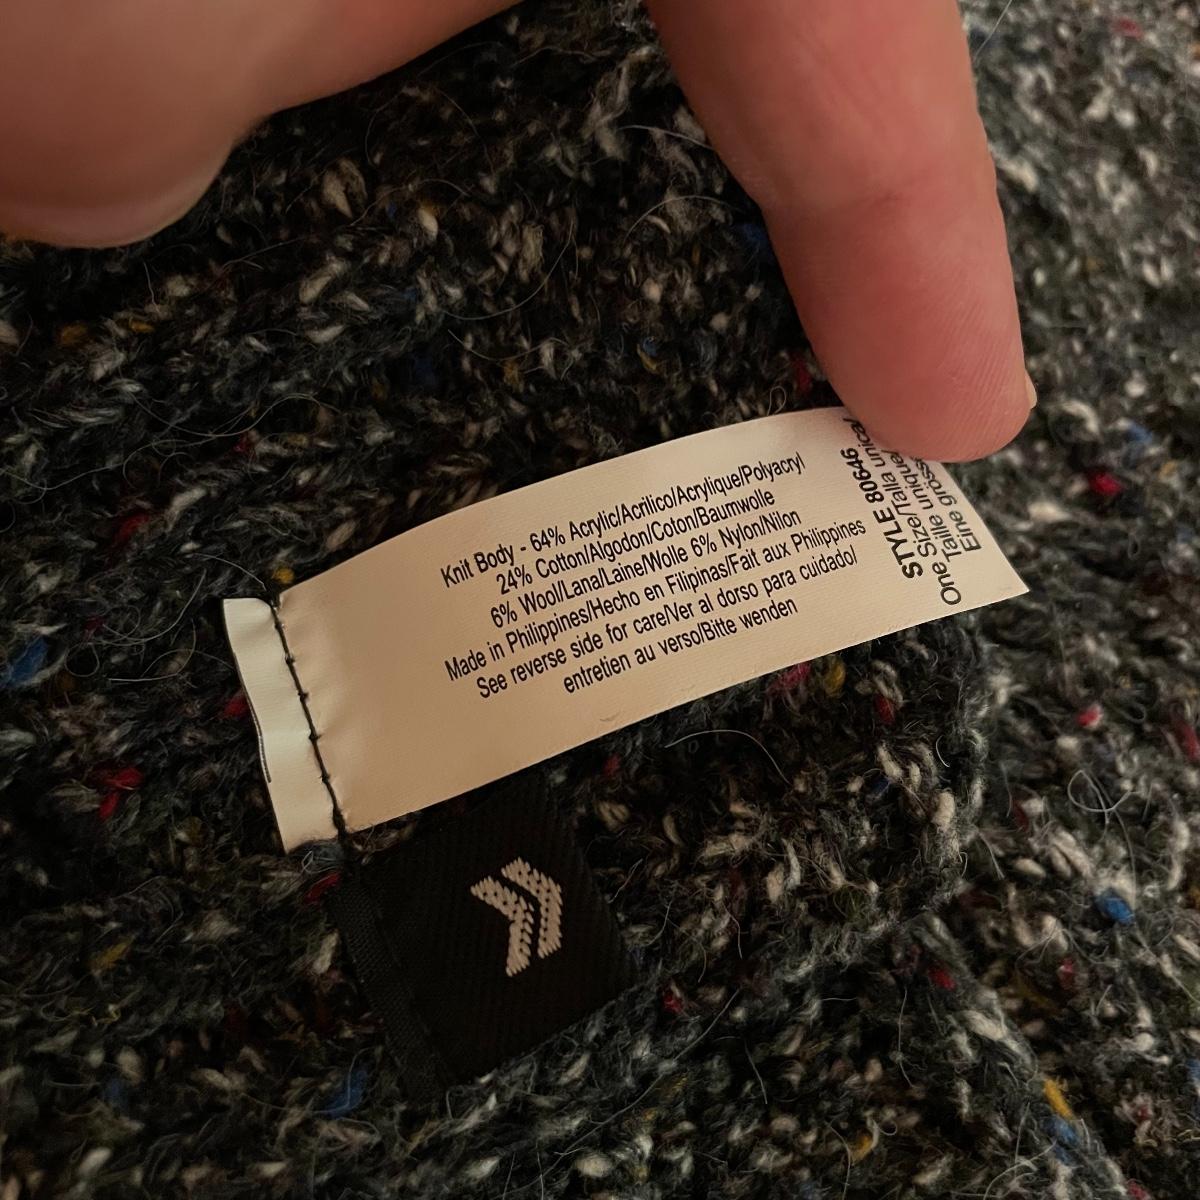 Knit Body - 64% Acrylic/Acrílico/Acrylique/Polyacryl
24% Cotton/Algodon/Coton/Baumwolle
6% Wool/Lana/Laine/Wolle 6% Nylon/Nilon
Made in Philippines/Hecho en Filipinas/Fait aux Philippines
See reverse side for care/Ver al dorso para cuidado/
entretien au verso/Bitte wenden
STYLE 80646
One Size/Talla unica/
Taille unique/
Eine